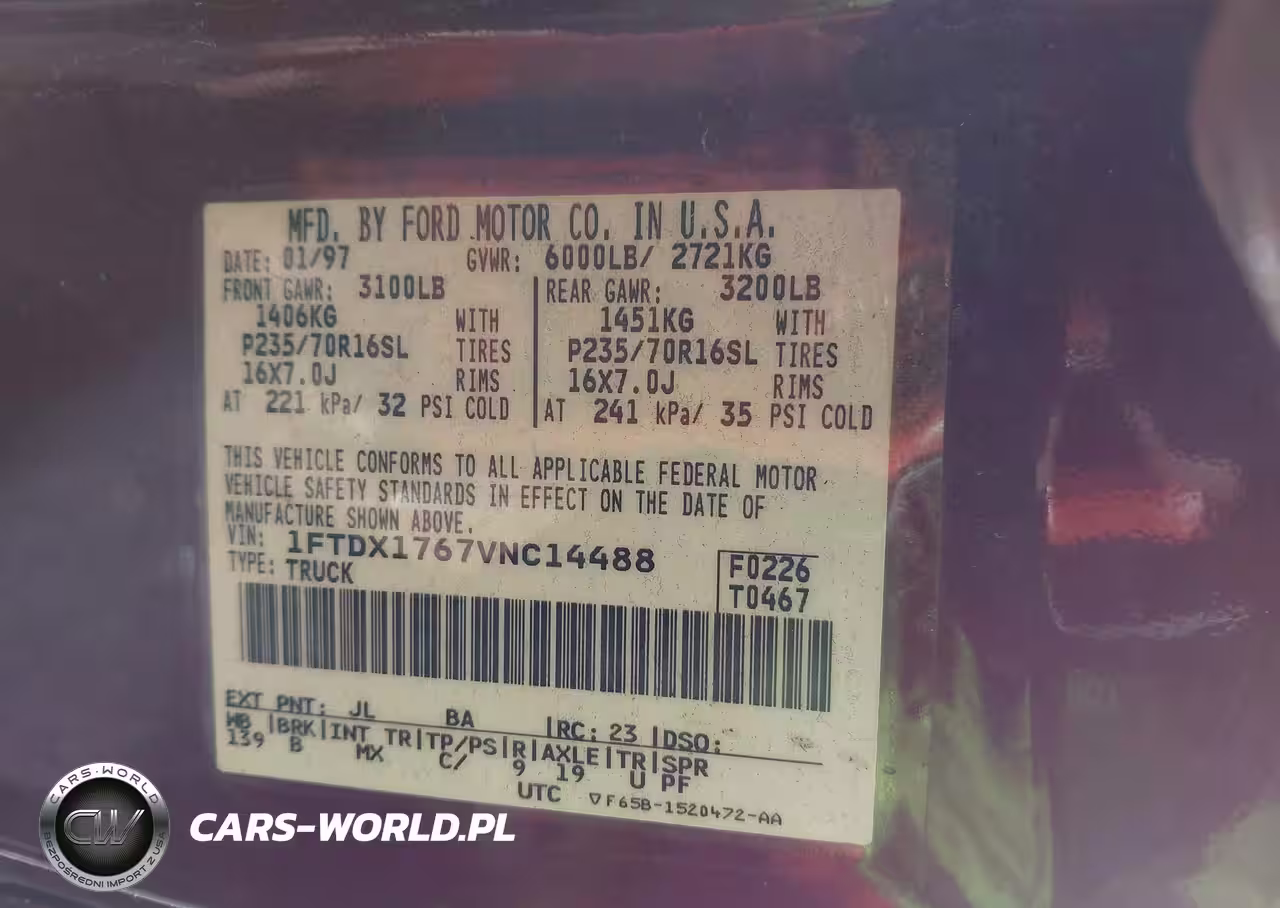 MFD. BY FORD MOTOR CO. IN U.S.A.
DATE: 01/97 GVWR: 6000LB/ 2721KG
FRONT GAWR: 3100LB REAR GAWR: 3200LB
1406KG WITH 1451KG WITH
P235/70R16SL TIRES P235/70R16SL TIRES
16X7.0J RIMS 16X7.0J RIMS
AT 221 kPa/ 32 PSI COLD AT 241 kPa/ 35 PSI COLD
THIS VEHICLE CONFORMS TO ALL APPLICABLE FEDERAL MOTOR
VEHICLE SAFETY STANDARDS IN EFFECT ON THE DATE OF
MANUFACTURE SHOWN ABOVE.
VIN: 1FTDX1767VNC14488
TYPE: TRUCK
F0226
T0467
EXT PNT: JL BA RC: 23 DSO:
WB BRK INT TR TP/PS R AXLE TR SPR
139 B MX C/ 9 19 U PF
UTC ▽F65B-1520472-AA
CARS-WORLD
CW
BEZPOŚREDNI IMPORT Z USA
CARS-WORLD.PL